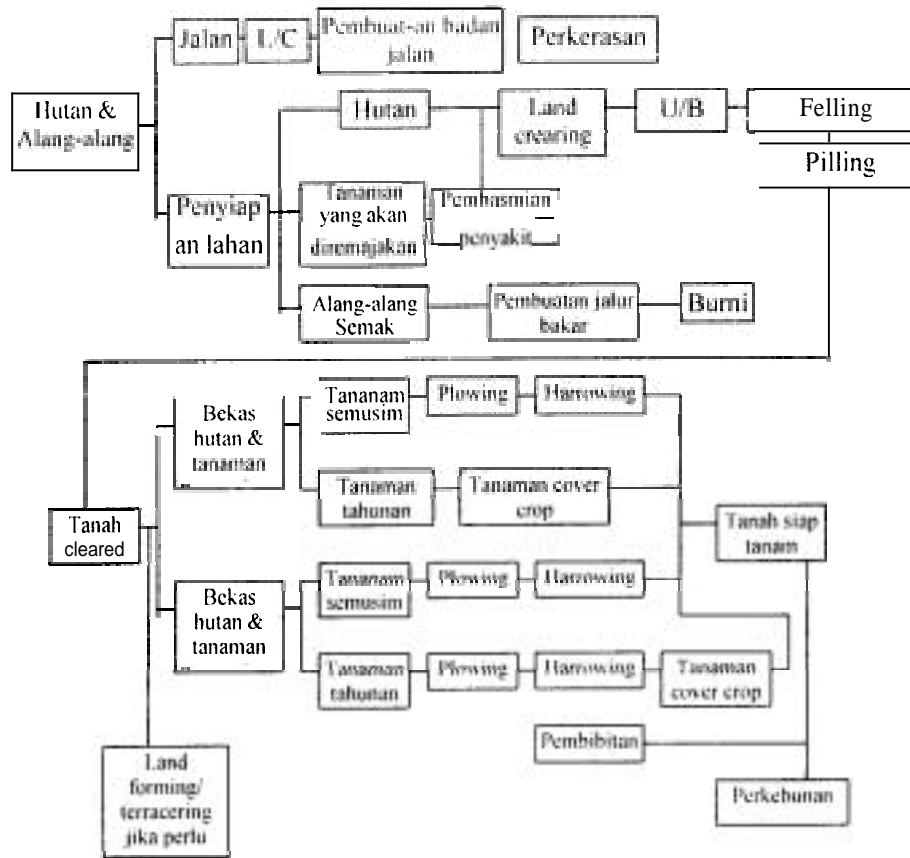 Jalan
L/C
Pembuat-an badan
jalan
Perkerasan
Hutan &
Alang-alang
Hutan
Land
crearing
U/B
Felling
Pilling
Penyiap
an lahan
Tanaman
yang akan
diremajakan
Pembasmian
penyakit
Alang-alang
Semak
Pembuatan jalur
bakar
Burni
Bekas
hutan &
tanaman
Tananam
semusim
Plowing
Harrowing
Tanaman
tahunan
Tanaman cover
crop
Tanah
cleared
Tanah siap
tanam
Bekas
hutan &
tanaman
Tananam
semusim
Plowing
Harrowing
Tanaman
tahunan
Plowing
Harrowing
Tanaman
cover crop
Pembibitan
Land
forming/
terracering
jika perlu
Perkebunan